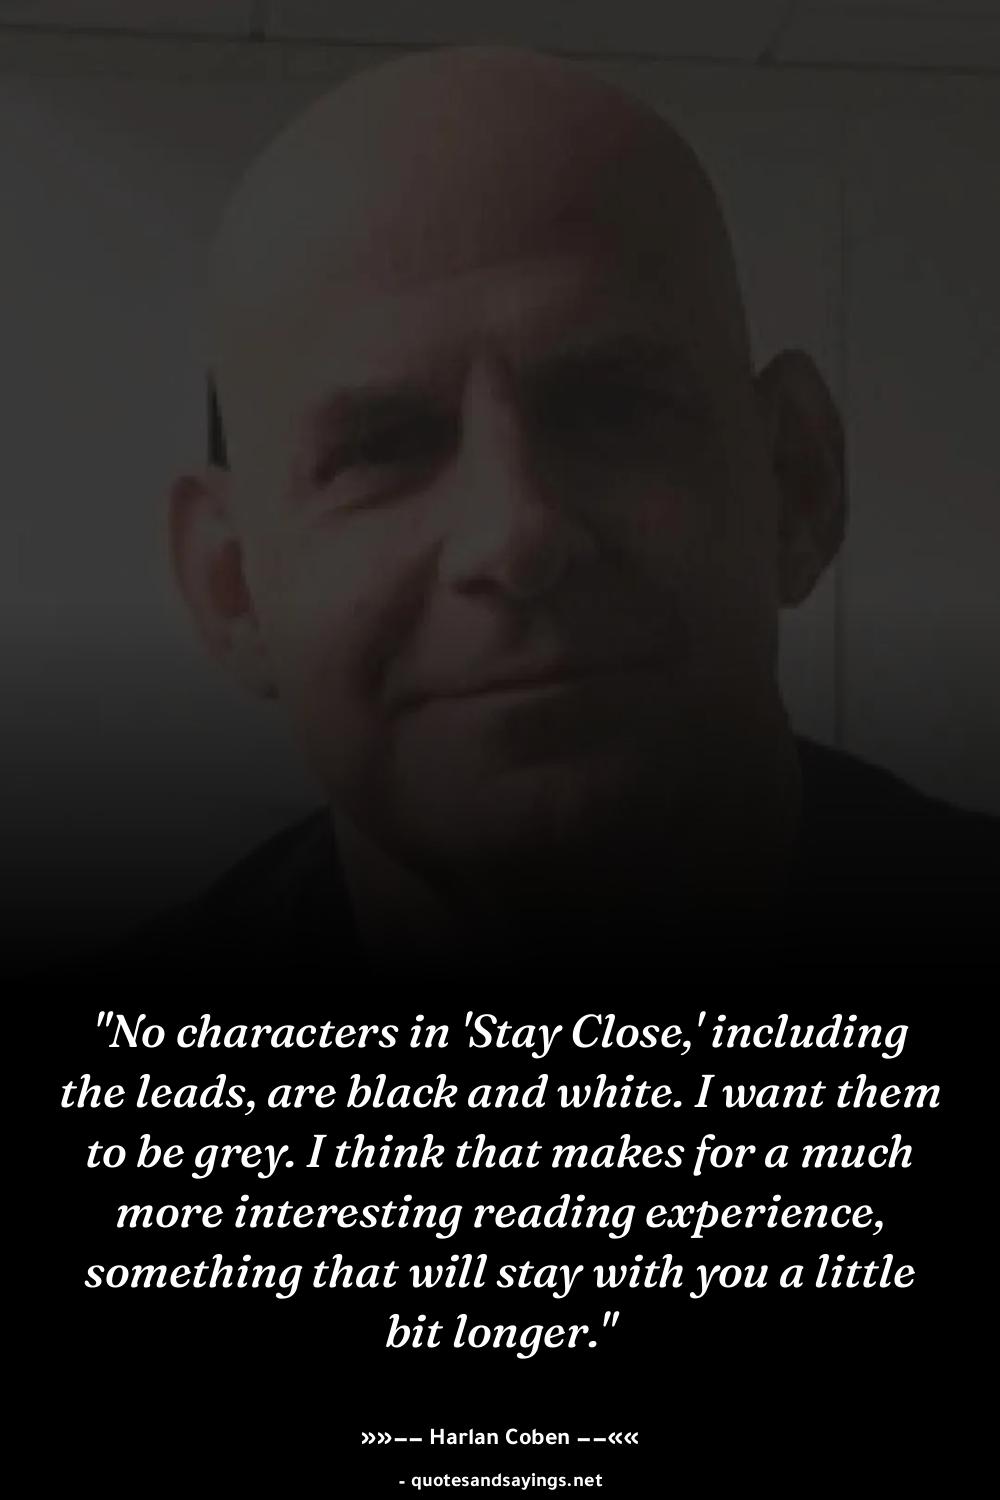 "No characters in 'Stay Close,' including
the leads, are black and white. I want them
to be grey. I think that makes for a much
more interesting reading experience,
something that will stay with you a little
bit longer."
»»—— Harlan Coben ——««
- quotesandsayings.net